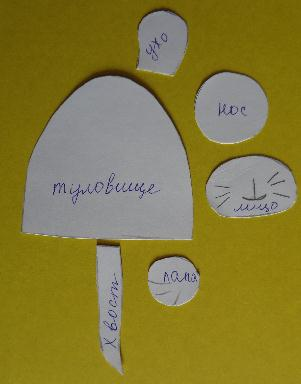 ухо
нос
туловище
лицо
лапа
хвост